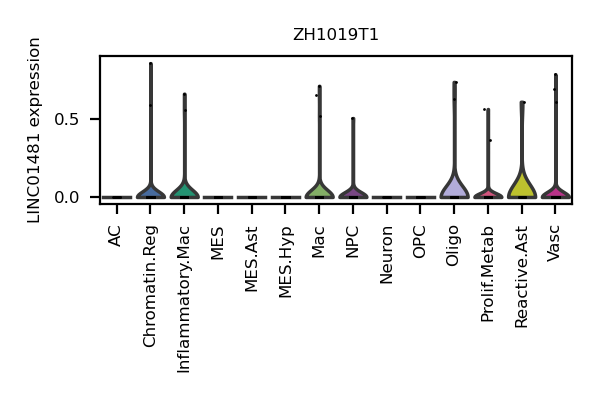 ZH1019T1
LINC01481 expression
0.5
0.0
AC
Chromatin.Reg
Inflammatory.Mac
MES
MES.Ast
MES.Hyp
Mac
NPC
Neuron
OPC
Oligo
Prolif.Metab
Reactive.Ast
Vasc